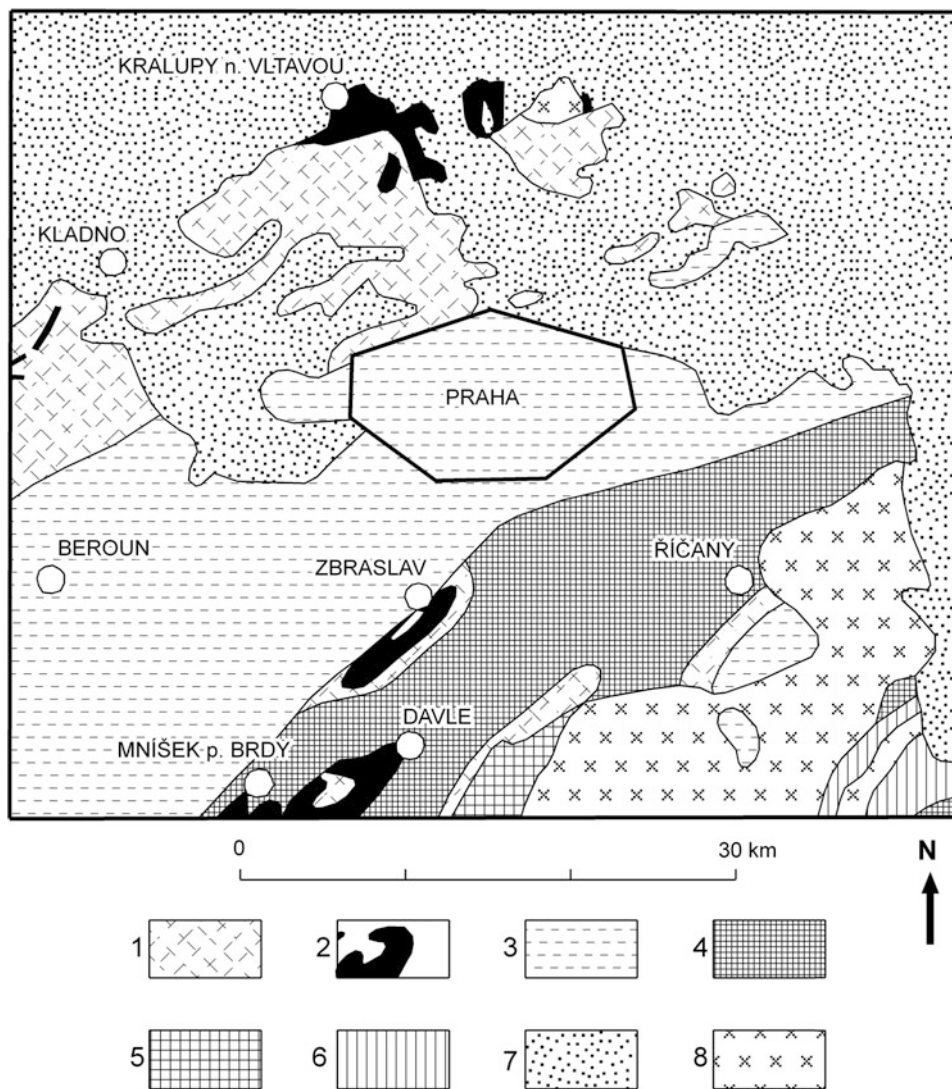 KRALUPY n. VLTAVOU
KLADNO
PRAHA
BEROUN
ZBRASLAV
ŘÍČANY
DAVLE
MNÍŠEK p. BRDY
0
30 km
N
1
2
3
4
5
6
7
8